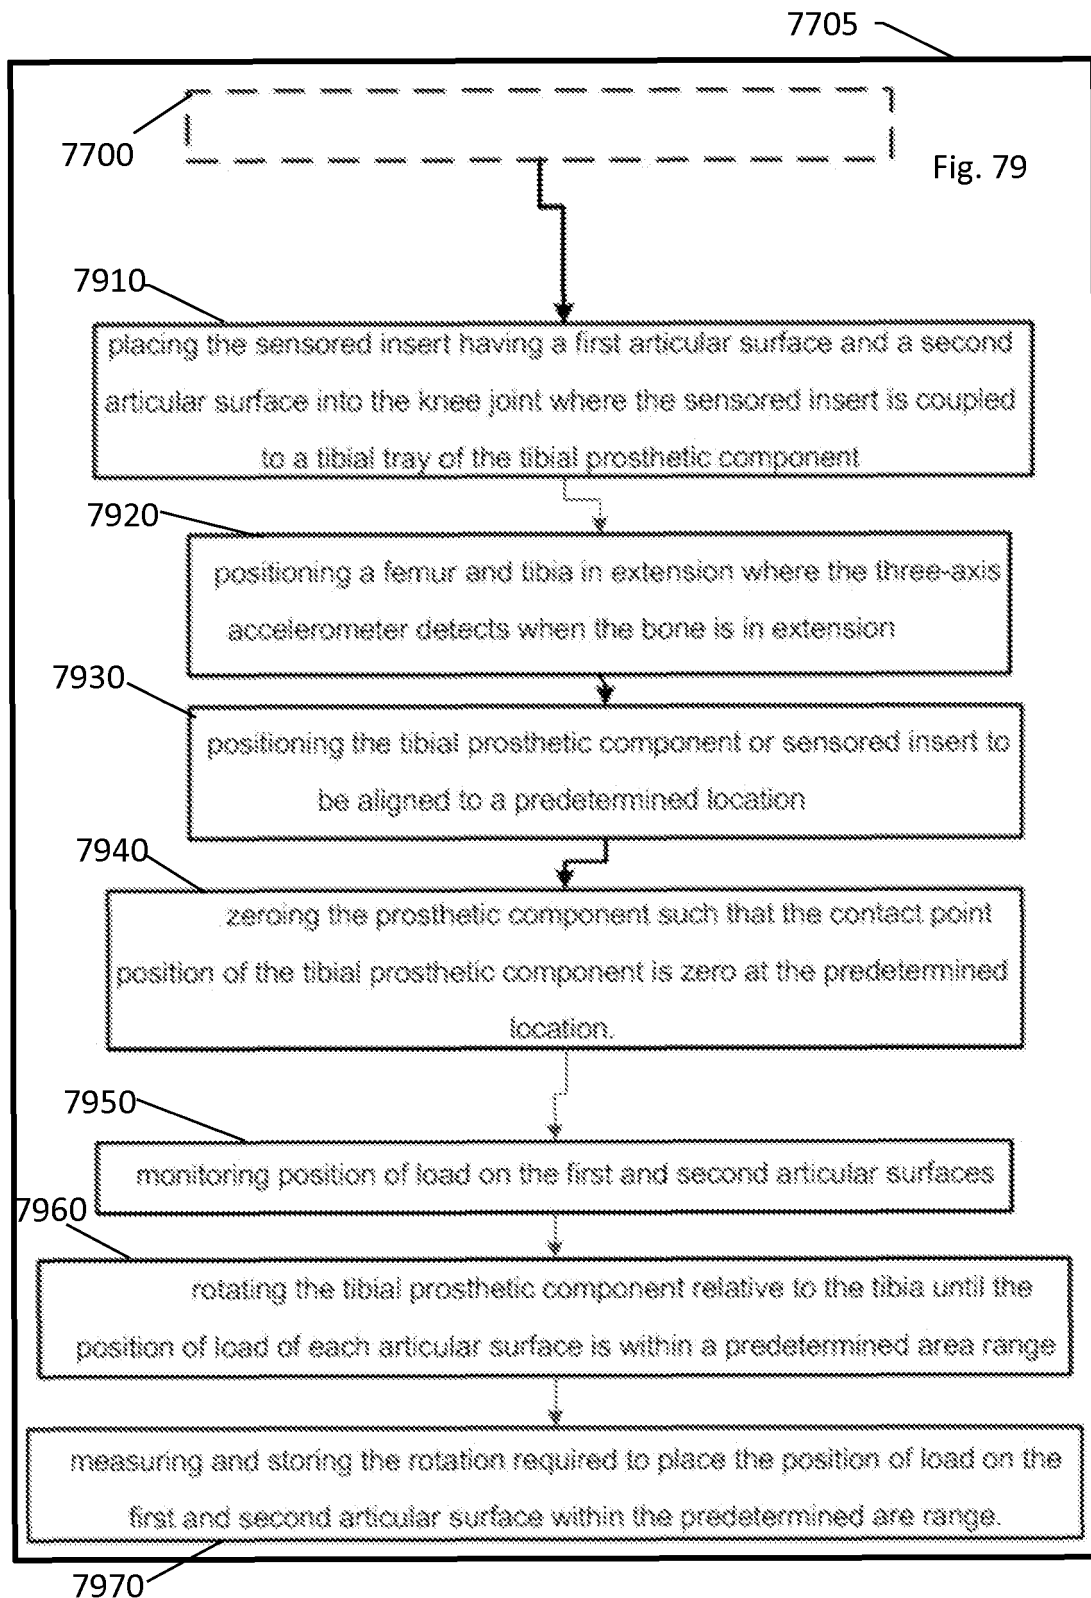 7705
7700
Fig. 79
7910
placing the sensored insert having a first articular surface and a second
articular surface into the knee joint where the sensored insert is coupled
to a tibial tray of the tibial prosthetic component
7920
positioning a femur and tibia in extension where the three-axis
accelerometer detects when the bone is in extension
7930
positioning the tibial prosthetic component or sensored insert to
be aligned to a predetermined location
7940
zeroing the prosthetic component such that the contact point
position of the tibial prosthetic component is zero at the predetermined
location.
7950
monitoring position of load on the first and second articular surfaces
7960
rotating the tibial prosthetic component relative to the tibia until the
position of load of each articular surface is within a predetermined area range
measuring and storing the rotation required to place the position of load on the
first and second articular surface within the predetermined are range.
7970